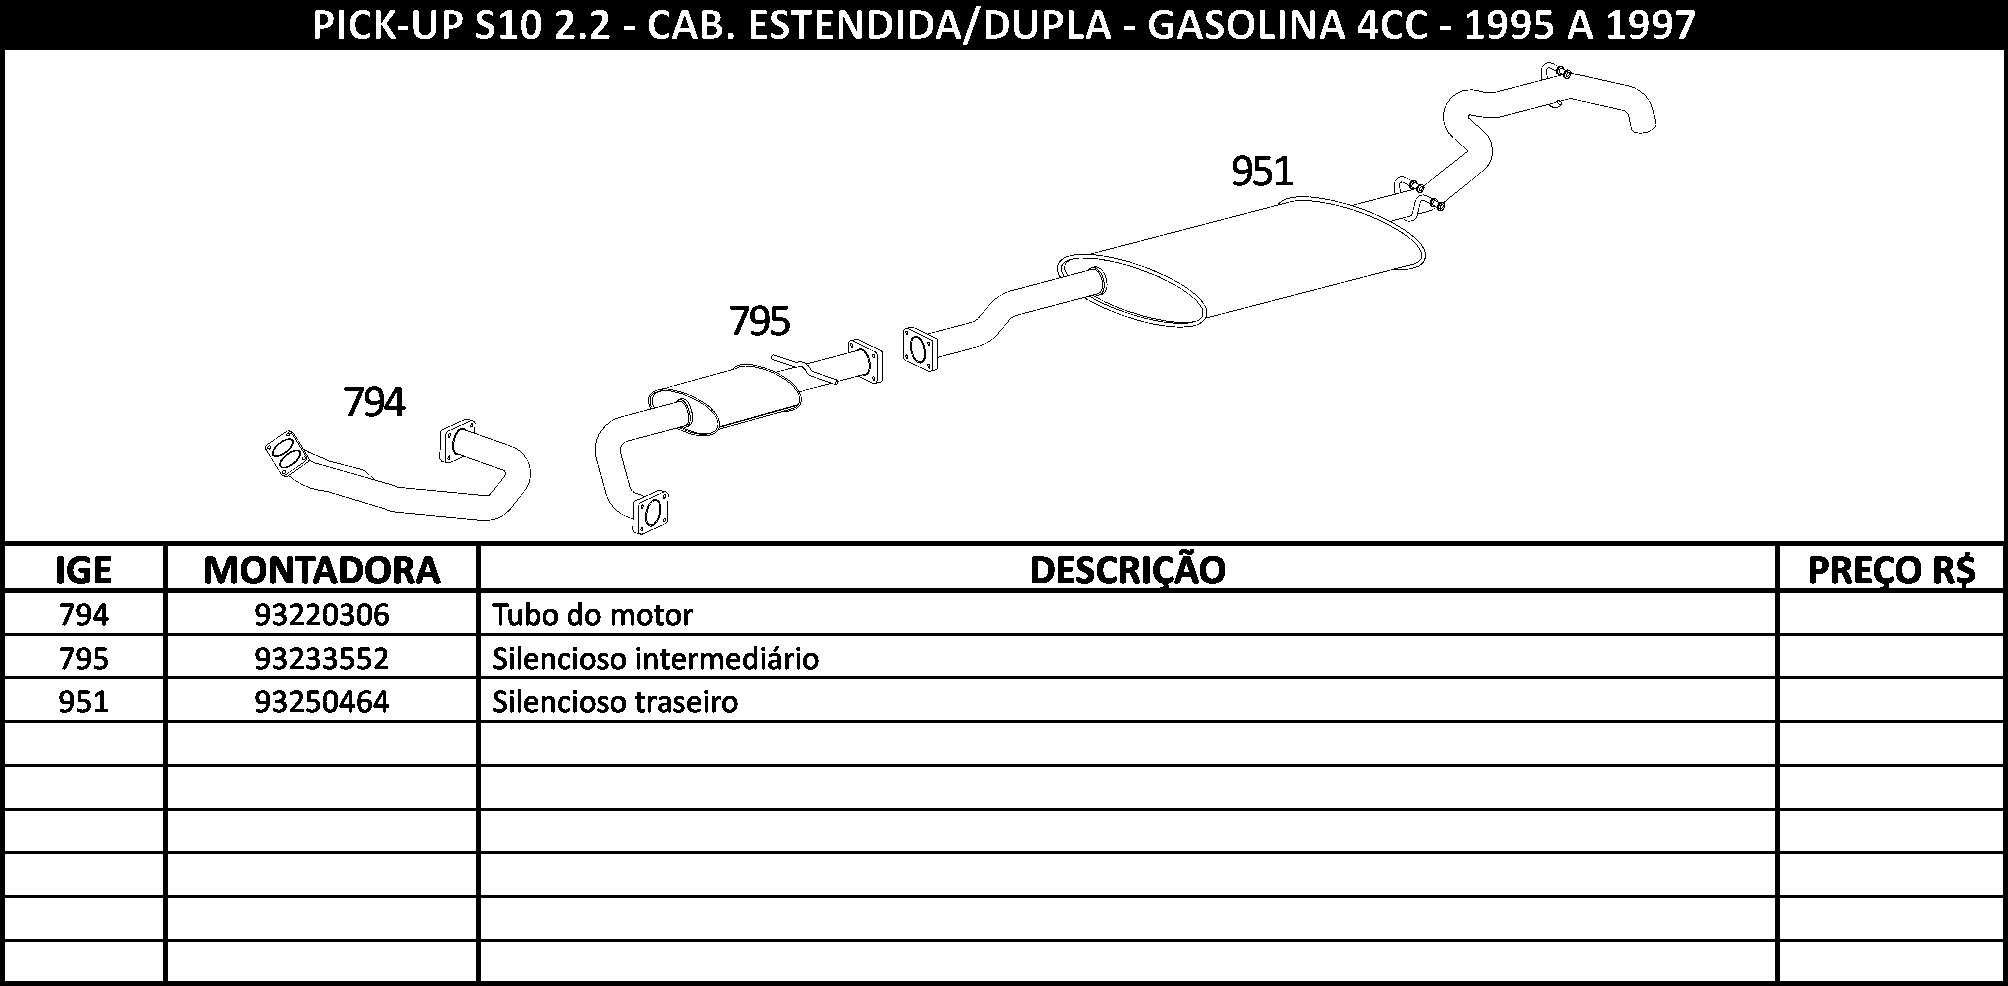 PICK-UP S10 2.2 - CAB. ESTENDIDA/DUPLA - GASOLINA 4CC - 1995 A 1997
951
795
794
IGE MONTADORA DESCRIÇÃO PREÇO R$
794 93220306 Tubo do motor
795 93233552 Silencioso intermediário
951 93250464 Silencioso traseiro